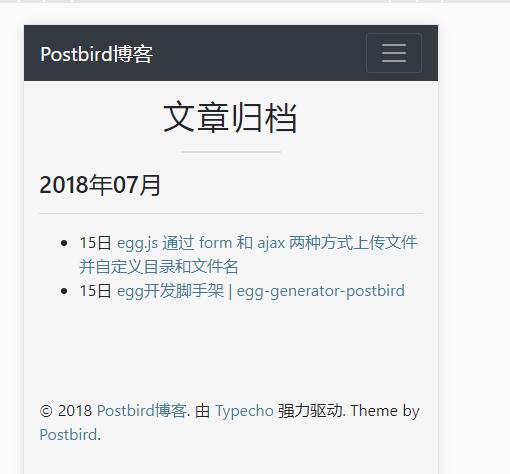 Postbird博客
文章归档
2018年07月
15日 egg.js 通过 form 和 ajax 两种方式上传文件
并自定义目录和文件名
15日 egg开发脚手架 | egg-generator-postbird
© 2018 Postbird博客. 由 Typecho 强力驱动. Theme by
Postbird.